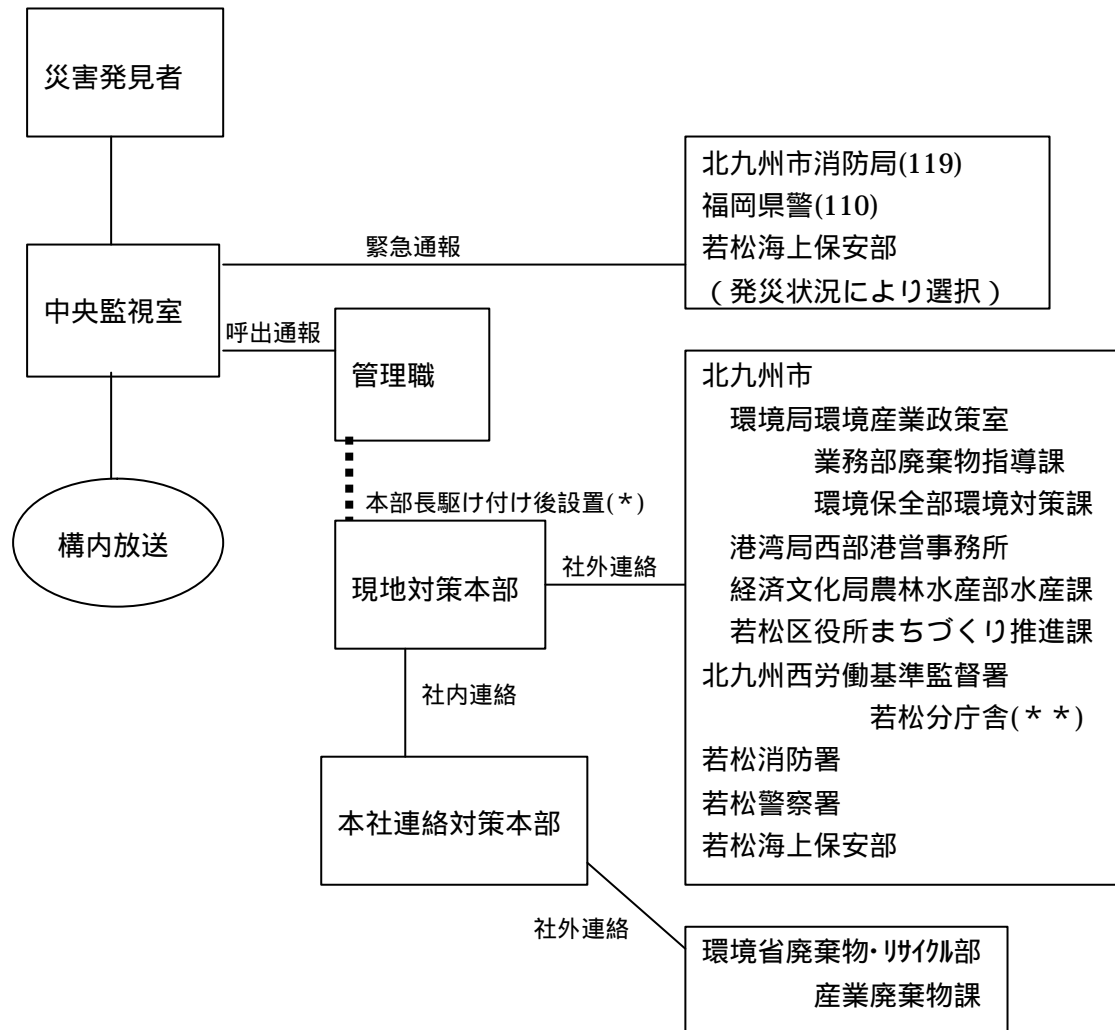 災害発見者
北九州市消防局(119)
福岡県警(110)
若松海上保安部
（発災状況により選択）
緊急通報
中央監視室
呼出通報
管理職
北九州市
環境局環境産業政策室
業務部廃棄物指導課
環境保全部環境対策課
港湾局西部港営事務所
経済文化局農林水産部水産課
若松区役所まちづくり推進課
北九州西労働基準監督署
若松分庁舎(＊＊)
若松消防署
若松警察署
若松海上保安部
本部長駆け付け後設置(*)
構内放送
現地対策本部
社外連絡
社内連絡
本社連絡対策本部
社外連絡
環境省廃棄物･ﾘｻｲｸﾙ部
産業廃棄物課